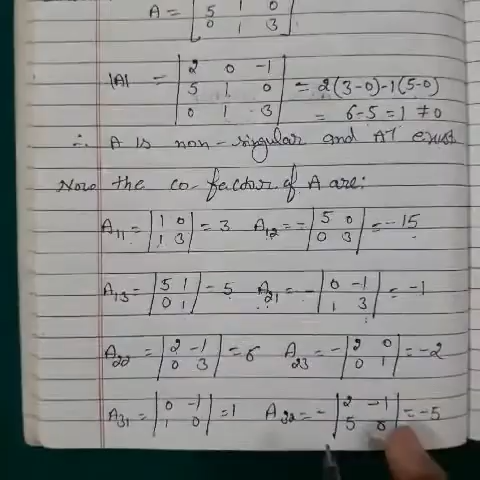 A = [5 1 0
0 1 3]
|A| = |2 0 -1
5 1 0
0 1 3| = 2(3-0)-1(5-0)
= 6-5=1 ≠0
∴ A is non-singular and A-1 exist
Now the co-factor of A are:
A11 = |1 0
1 3| = 3 A12 = -|5 0
0 3| = -15
A13 = |5 1
0 1| = 5 A21 = -|0 -1
1 3| = -1
A22 = |2 -1
0 3| = 6 A23 = -|2 0
0 1| = -2
A31 = |0 -1
1 0| = 1 A32 = -|2 -1
5 0| = -5